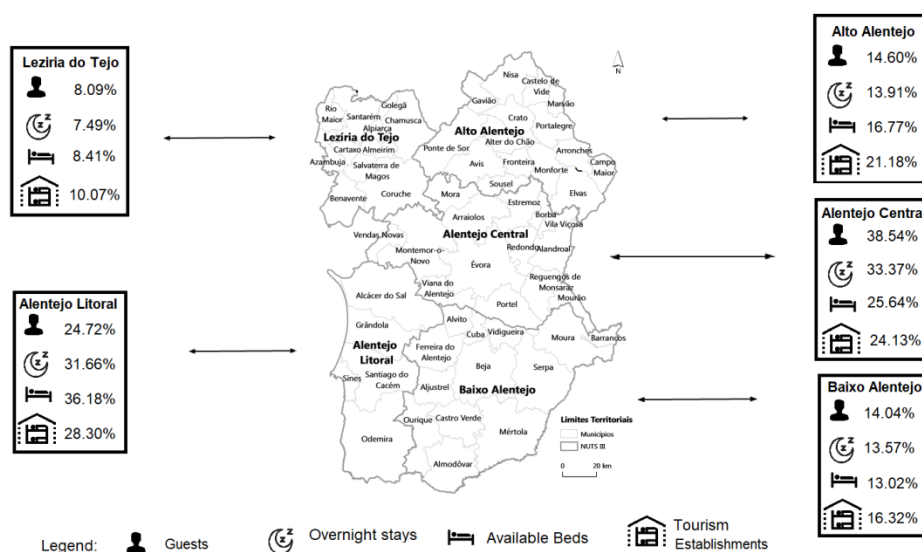 Leziria do Tejo
8.09%
7.49%
8.41%
10.07%
Alentejo Litoral
24.72%
31.66%
36.18%
28.30%
N
Rio
Maior
Santarém
Golegã
Alpiarça
Chamusca
Lezíria do Tejo
Cartaxo Almeirim
Azambuja
Salvaterra de
Magos
Benavente
Coruche
Nisa
Castelo de
Vide
Gavião
Marvão
Crato
Portalegre
Alto Alentejo
Ponte de Sor
Alter do Chão
Arronches
Avis
Fronteira
Monforte
Campo
Maior
Sousel
Elvas
Mora
Estremoz
Arraiolos
Borba
Vila Viçosa
Alentejo Central
Vendas Novas
Redondo
Alandroal
Montemor-o-
Novo
Évora
Reguengos de
Monsaraz
Mourão
Viana do
Alentejo
Portel
Alcácer do Sal
Grândola
Alvito
Cuba
Vidigueira
Moura
Barrancos
Alentejo
Litoral
Ferreira do
Alentejo
Beja
Serpa
Sines
Santiago do
Cacém
Aljustrel
Baixo Alentejo
Ourique
Castro Verde
Mértola
Odemira
Almodôvar
Limites Territoriais
Municípios
NUTS III
0 20 km
Alto Alentejo
14.60%
13.91%
16.77%
21.18%
Alentejo Central
38.54%
33.37%
25.64%
24.13%
Baixo Alentejo
14.04%
13.57%
13.02%
16.32%
Legend: Guests Overnight stays Available Beds Tourism
Establishments